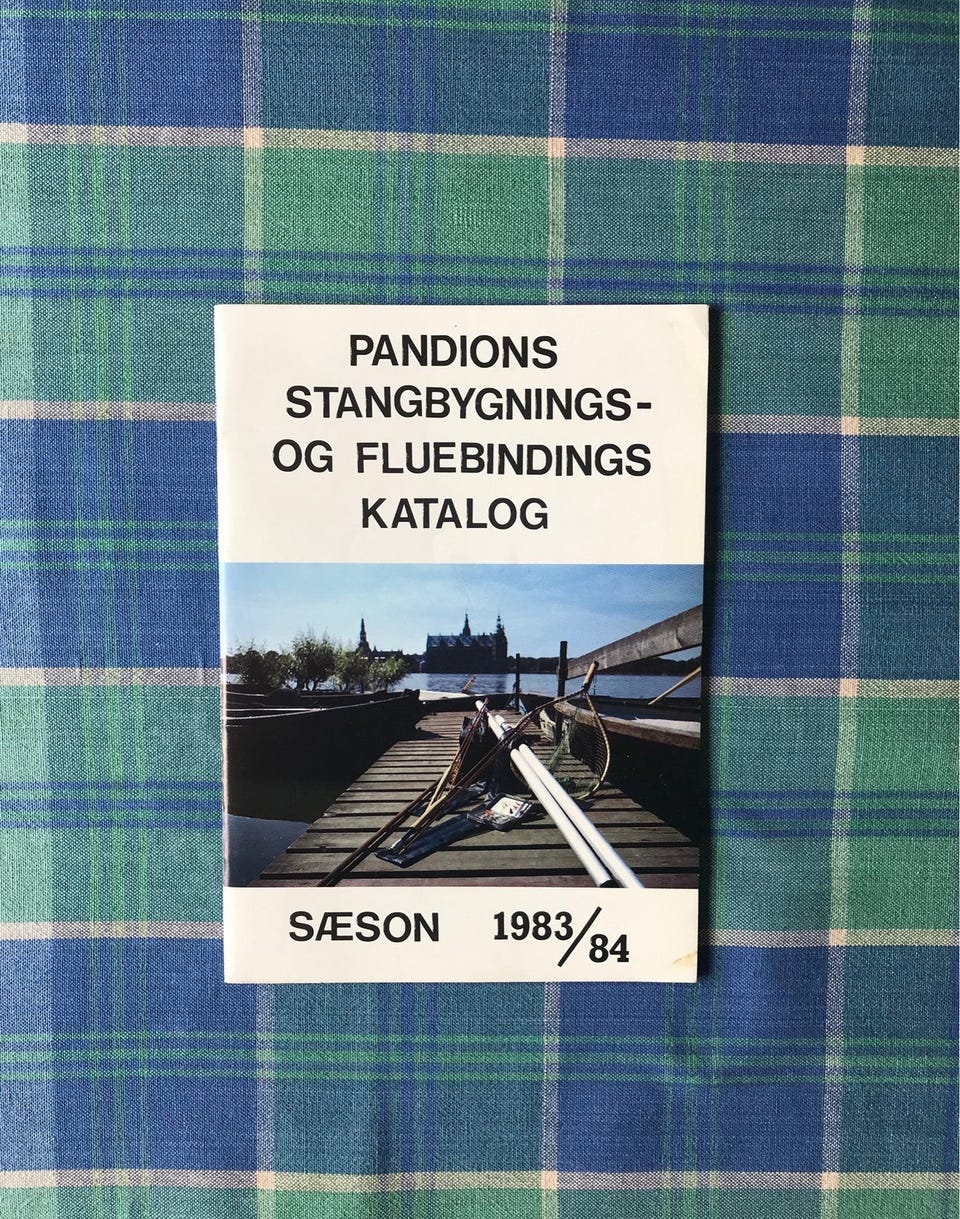 PANDIONS
STANGBYGNINGS-
OG FLUEBINDINGS
KATALOG
SÆSON 1983/84